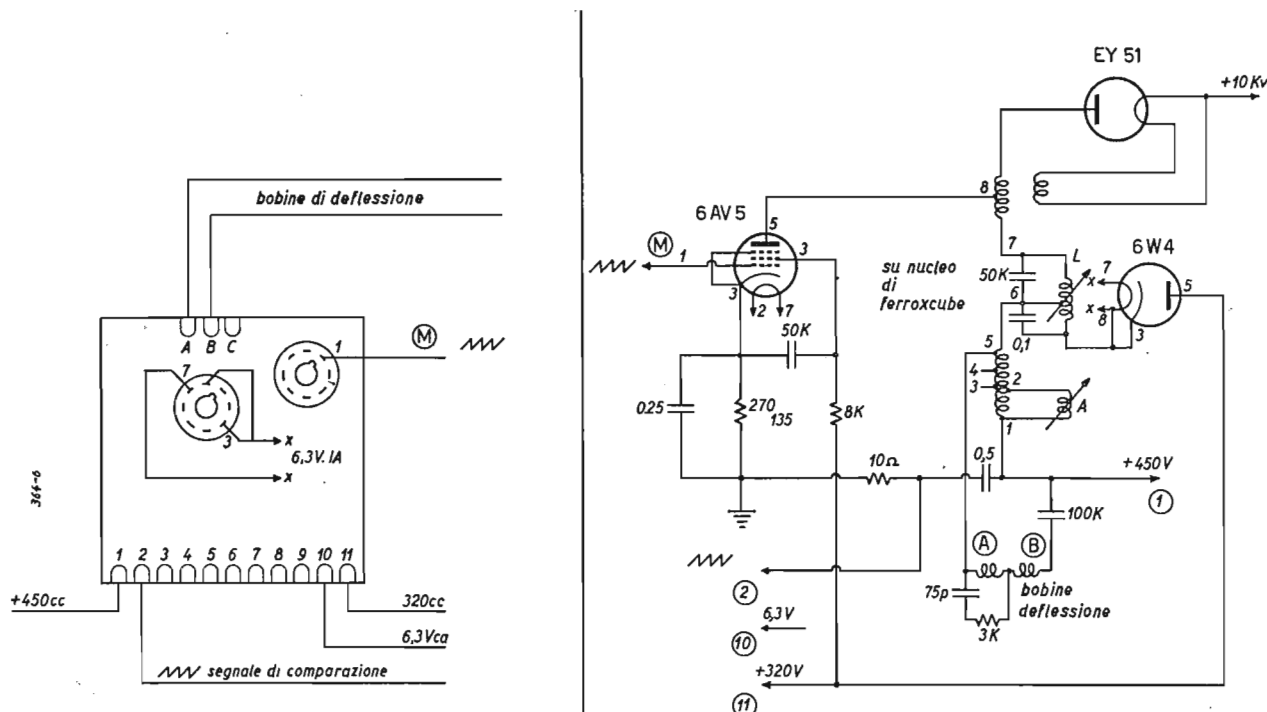 bobine di deflessione
A B C
7
1
M
3
6,3V. 1A
x
x
364-6
1 2 3 4 5 6 7 8 9 10 11
+450cc
320cc
6,3Vca
segnale di comparazione
EY 51
+10Kv
8
6AV5
5
M
1
3
3
2
7
7
su nucleo
di
ferroxcube
50K
6
0,1
L
x
7
x
8
6W4
5
3
50K
025
270
135
8K
5
4
3
2
1
A
10Ω
0,5
+450V
1
100K
A
B
bobine
deflessione
75p
3K
2
6,3V
10
+320V
11